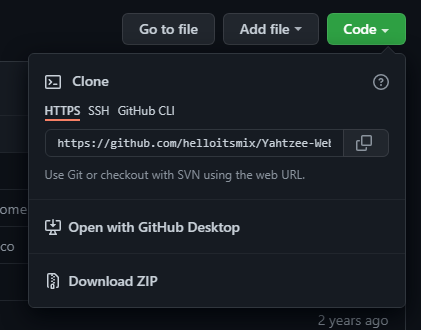 Go to file Add file Code
Clone
HTTPS SSH GitHub CLI
https://github.com/helloitsmix/Yahtzee-Web
Use Git or checkout with SVN using the web URL.
Open with GitHub Desktop
ome
co
Download ZIP
2 years ago